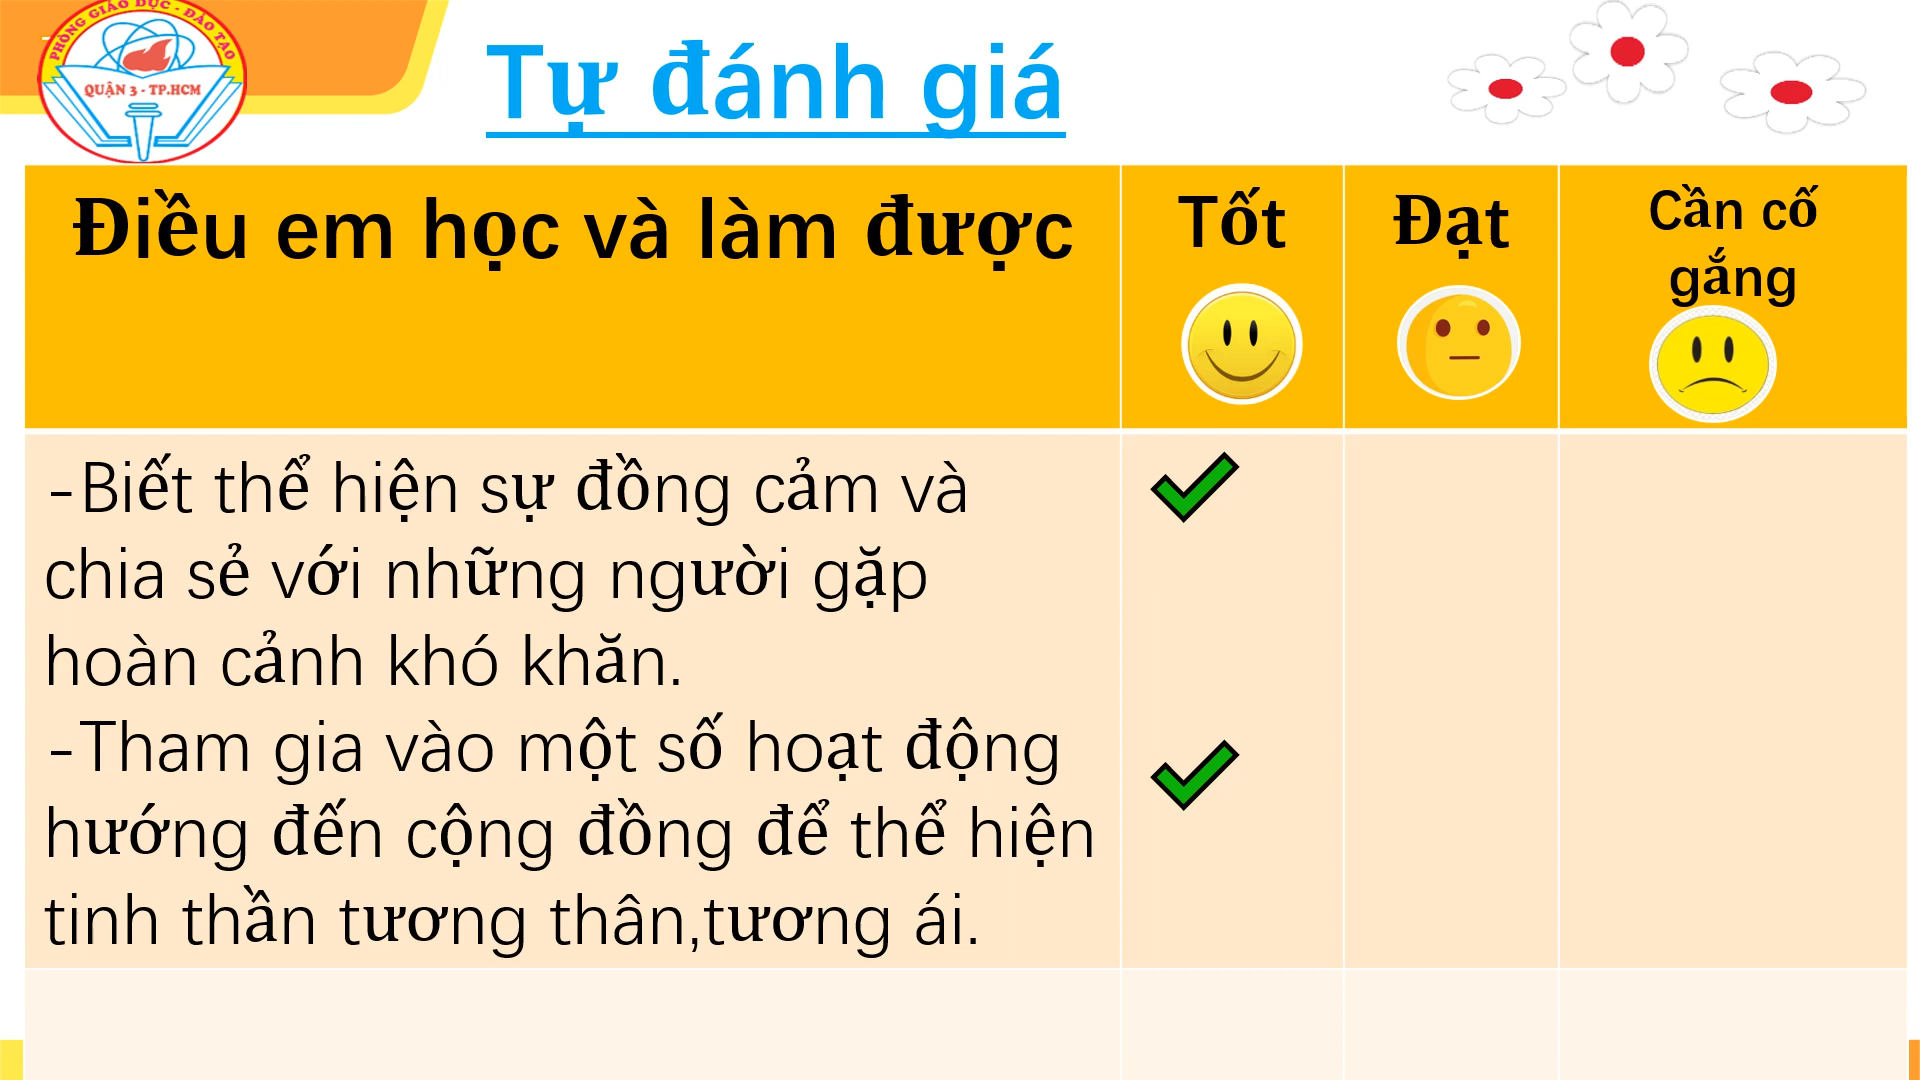 PHÒNG GIÁO DỤC - ĐÀO TẠO
QUẬN 3 - TP.HCM
Tự đánh giá
Điều em học và làm được
Tốt
Đạt
Cần cố
gắng
-Biết thể hiện sự đồng cảm và
chia sẻ với những người gặp
hoàn cảnh khó khăn.
-Tham gia vào một số hoạt động
hướng đến cộng đồng để thể hiện
tinh thần tương thân,tương ái.